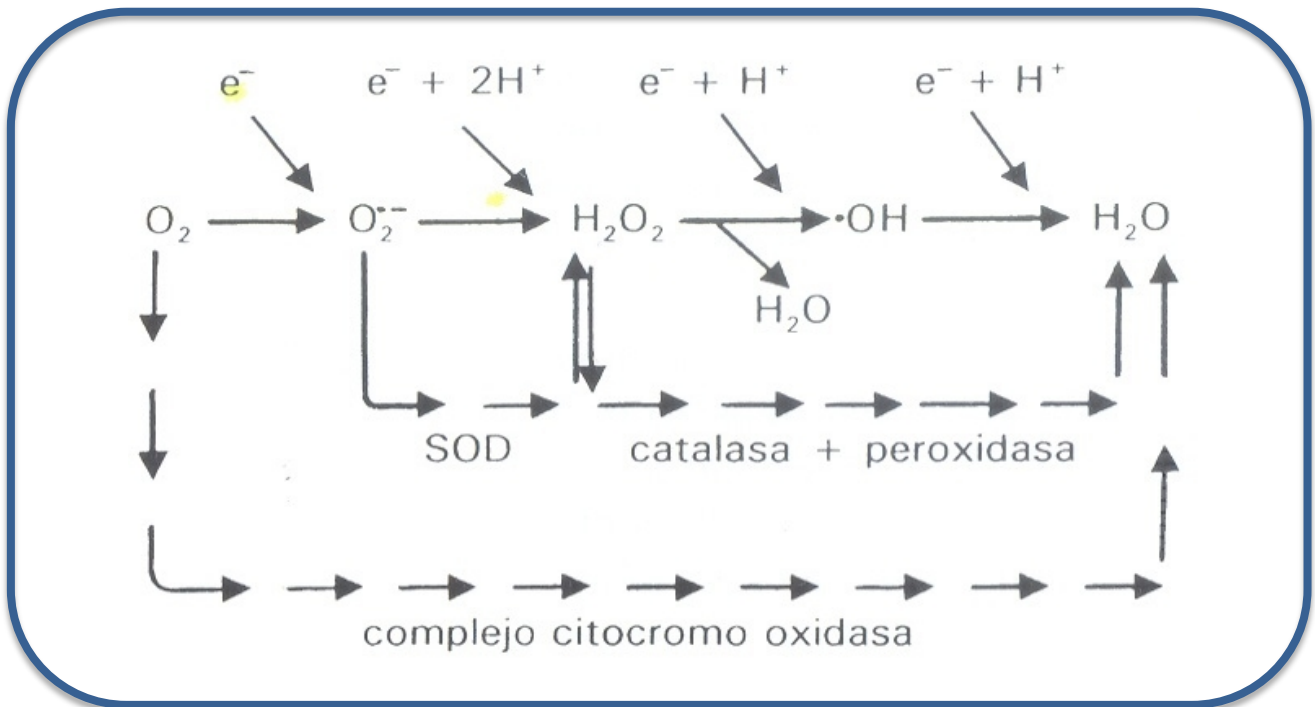 e⁻ e⁻ + 2H⁺ e⁻ + H⁺ e⁻ + H⁺
O₂ O₂•⁻ H₂O₂ •OH H₂O
H₂O
SOD catalasa + peroxidasa
complejo citocromo oxidasa